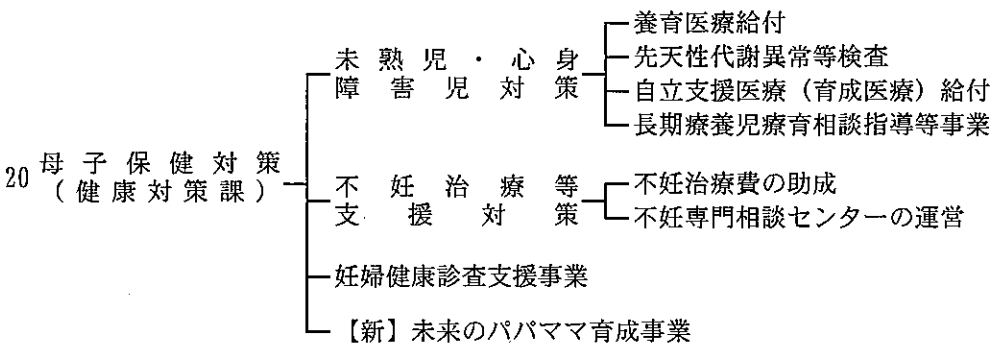 20 母子保健対策
（健康対策課）
未熟児・心身
障害児対策
養育医療給付
先天性代謝異常等検査
自立支援医療（育成医療）給付
長期療養児療育相談指導等事業
不妊治療等
支援対策
不妊治療費の助成
不妊専門相談センターの運営
妊婦健康診査支援事業
【新】未来のパパママ育成事業